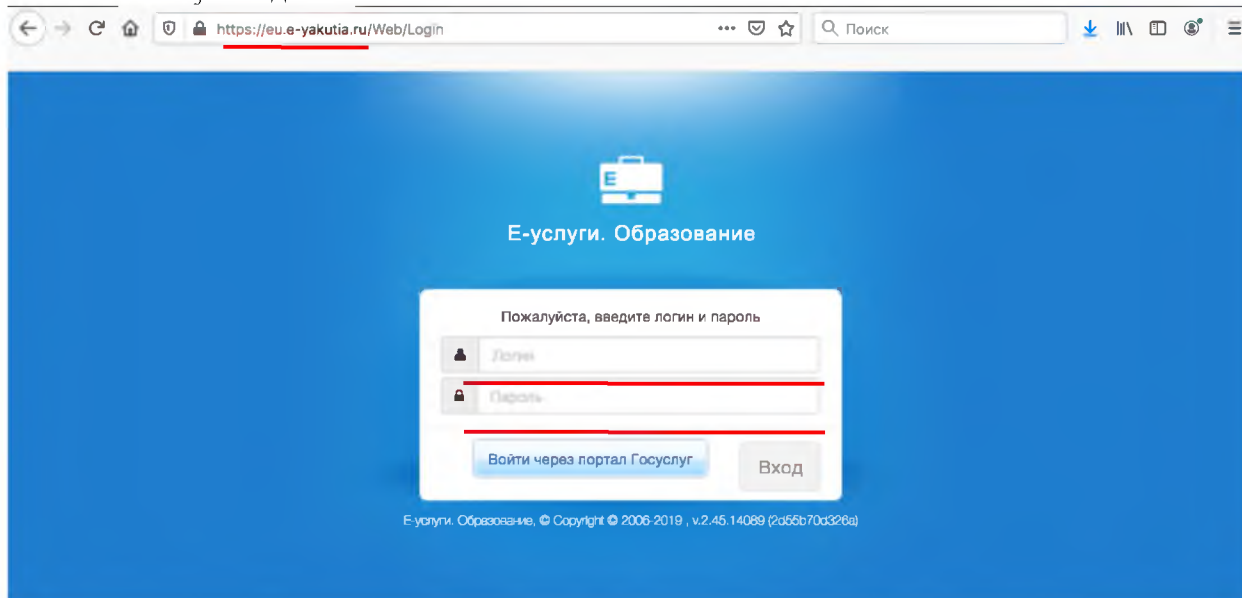 https://eu.e-yakutia.ru/Web/Login
Поиск
E
Е-услуги. Образование
Пожалуйста, введите логин и пароль
Логин
Пароль
Войти через портал Госуслуг
Вход
Е-услуги. Образование, © Copyright © 2006-2019 , v.2.45.14089 (2d55b70d326a)